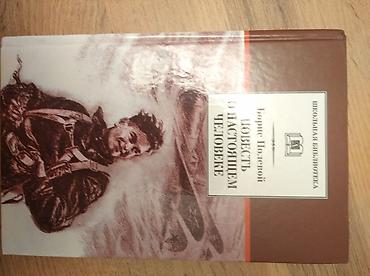 ШКОЛЬНАЯ БИБЛИОТЕКА
Борис Полевой
ПОВЕСТЬ
О НАСТОЯЩЕМ
ЧЕЛОВЕКЕ